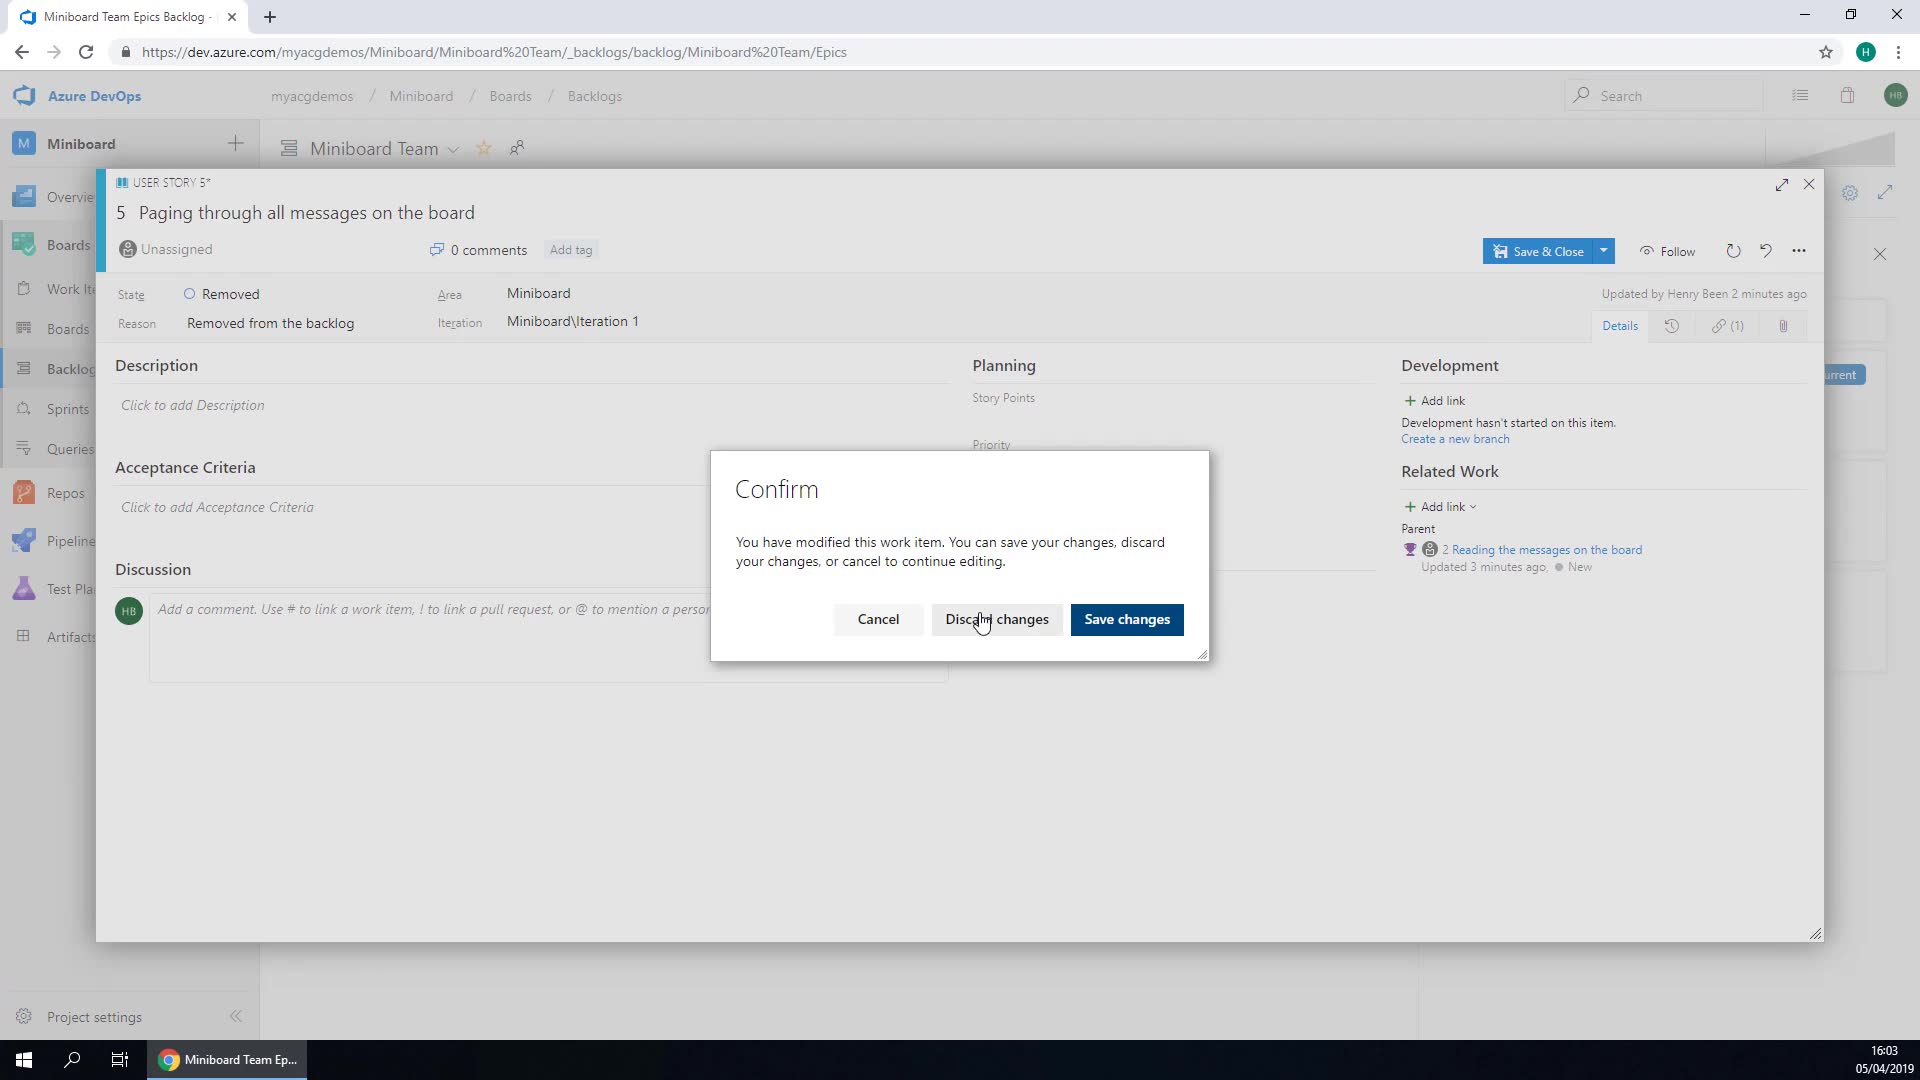 Miniboard Team Epics Backlog -
https://dev.azure.com/myacgdemos/Miniboard/Miniboard%20Team/_backlogs/backlog/Miniboard%20Team/Epics
H
Azure DevOps
myacgdemos / Miniboard / Boards / Backlogs
Search
HB
M Miniboard
Miniboard Team
Overvie
Boards
Work Ite
Boards
Backlog
Sprints
Queries
Repos
Pipeline
Test Pla
Artifacts
Project settings
USER STORY 5*
5 Paging through all messages on the board
Unassigned
0 comments
Add tag
Save & Close
Follow
State Removed
Area Miniboard
Updated by Henry Been 2 minutes ago
Reason Removed from the backlog
Iteration Miniboard\Iteration 1
Details
(1)
Description
Click to add Description
Acceptance Criteria
Click to add Acceptance Criteria
Discussion
HB
Add a comment. Use # to link a work item, ! to link a pull request, or @ to mention a person
Planning
Story Points
Priority
Development
+ Add link
Development hasn't started on this item.
Create a new branch
Related Work
+ Add link
Parent
2 Reading the messages on the board
Updated 3 minutes ago, New
urrent
Confirm
You have modified this work item. You can save your changes, discard
your changes, or cancel to continue editing.
Cancel
Discard changes
Save changes
Miniboard Team Ep...
16:03
05/04/2019